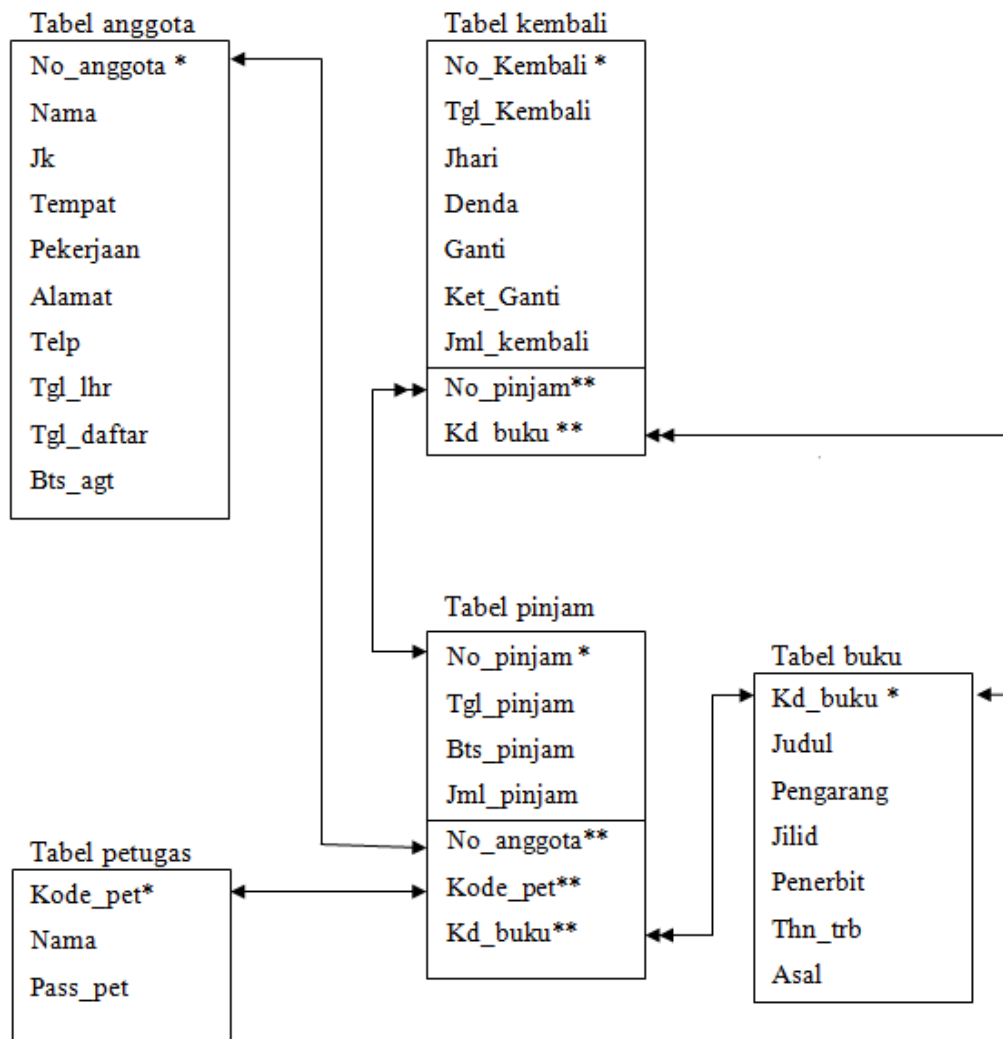 Tabel anggota
No_anggota *
Nama
Jk
Tempat
Pekerjaan
Alamat
Telp
Tgl_lhr
Tgl_daftar
Bts_agt
Tabel kembali
No_Kembali *
Tgl_Kembali
Jhari
Denda
Ganti
Ket_Ganti
Jml_kembali
No_pinjam**
Kd_buku **
Tabel pinjam
No_pinjam *
Tgl_pinjam
Bts_pinjam
Jml_pinjam
No_anggota**
Kode_pet**
Kd_buku**
Tabel buku
Kd_buku *
Judul
Pengarang
Jilid
Penerbit
Thn_trb
Asal
Tabel petugas
Kode_pet*
Nama
Pass_pet